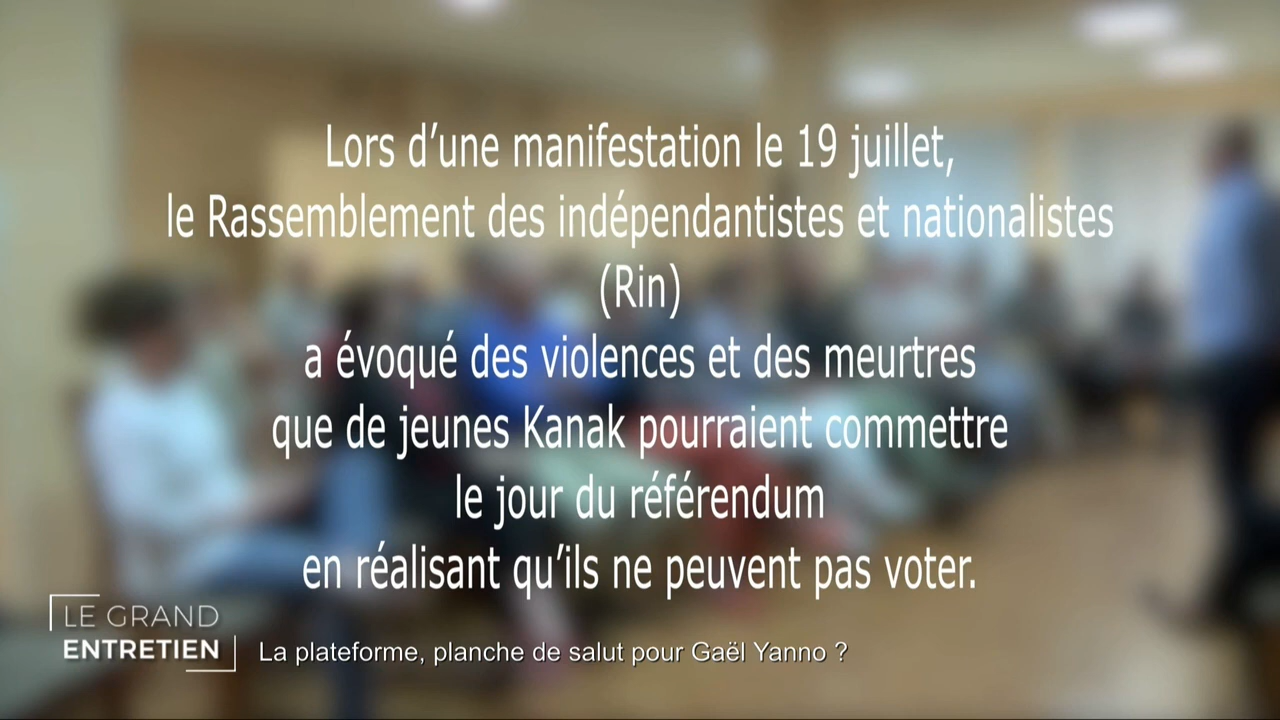 Lors d’une manifestation le 19 juillet,
le Rassemblement des indépendantistes et nationalistes
(Rin)
a évoqué des violences et des meurtres
que de jeunes Kanak pourraient commettre
le jour du référendum
en réalisant qu’ils ne peuvent pas voter.
LE GRAND
ENTRETIEN
La plateforme, planche de salut pour Gaël Yanno ?